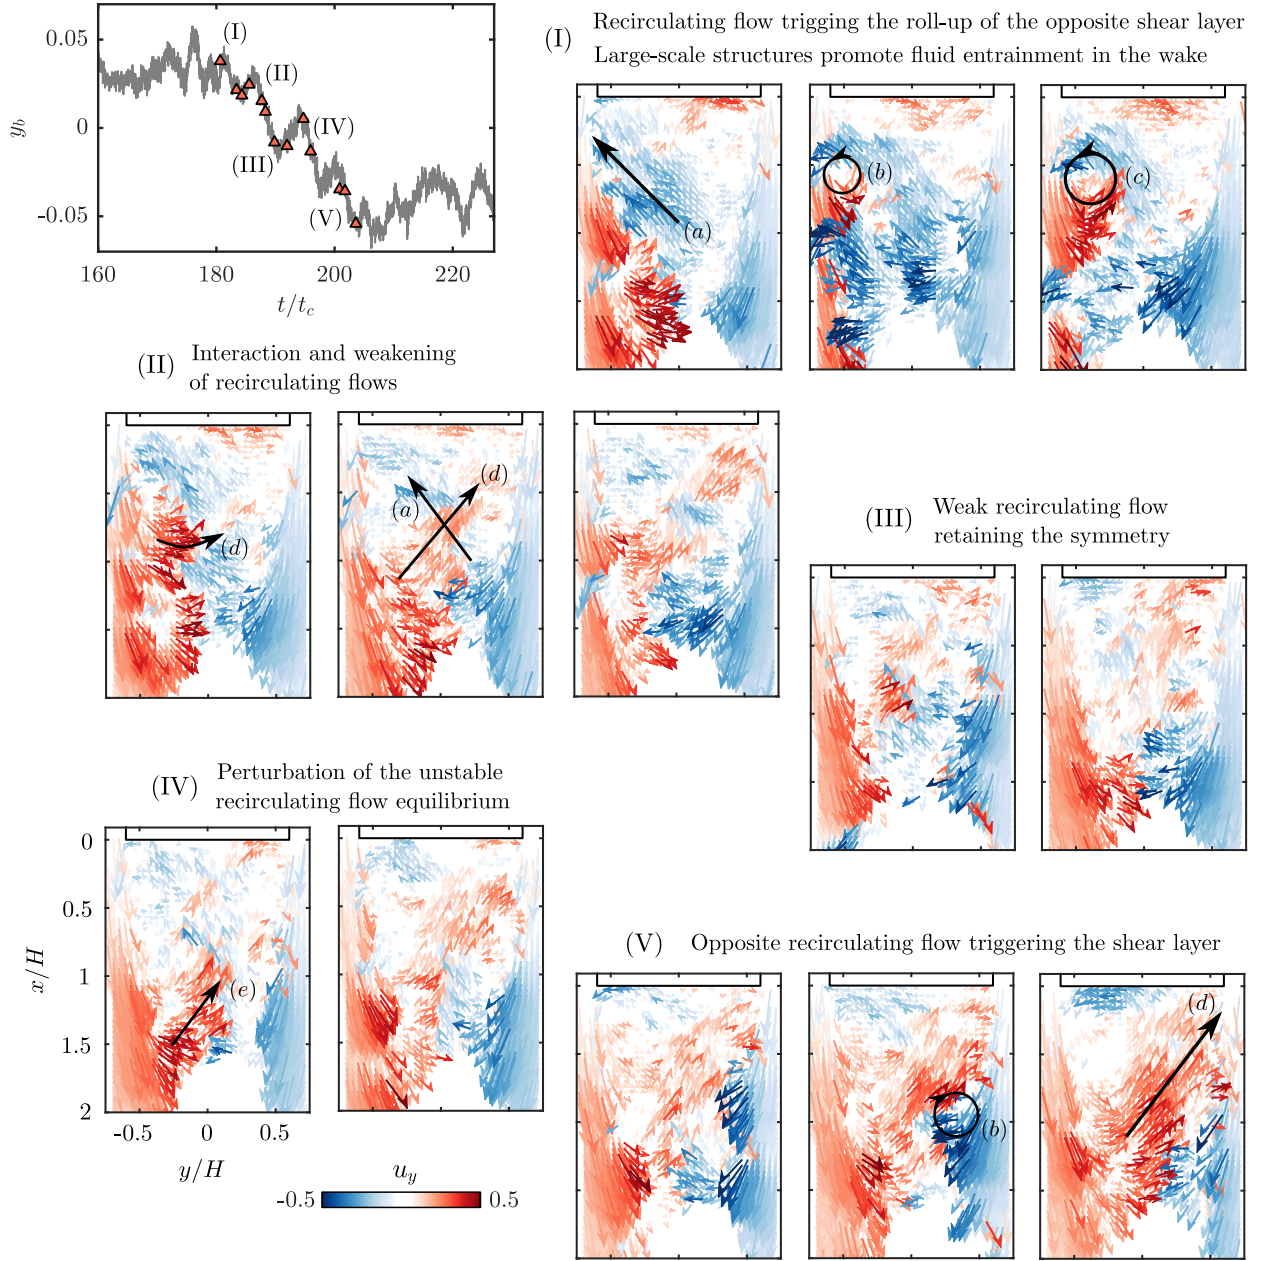 0.05
0
-0.05
y_b
160
180
200
220
t/t_c
(I)
(II)
(III)
(IV)
(V)
(I)
Recirculating flow trigging the roll-up of the opposite shear layer
Large-scale structures promote fluid entrainment in the wake
(a)
(b)
(c)
(II)
Interaction and weakening
of recirculating flows
(d)
(a)
(d)
(III)
Weak recirculating flow
retaining the symmetry
(IV)
Perturbation of the unstable
recirculating flow equilibrium
0
0.5
1
1.5
2
x/H
-0.5
0
0.5
y/H
(e)
u_y
-0.5
0.5
(V)
Opposite recirculating flow triggering the shear layer
(b)
(d)